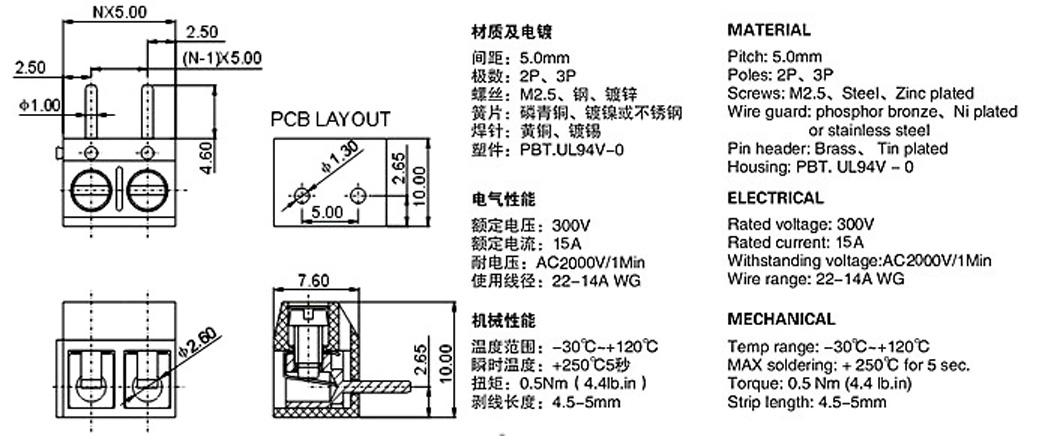 NX5.00
2.50
(N-1)X5.00
2.50
Φ1.00
4.60
PCB LAYOUT
Φ1.30
5.00
2.65
10.00
Φ2.60
7.60
2.65
10.00
材质及电镀
间距: 5.0mm
极数: 2P、3P
螺丝: M2.5、钢、镀锌
簧片: 磷青铜、镀镍或不锈钢
焊针: 黄铜、镀锡
塑件: PBT.UL94V-0
电气性能
额定电压: 300V
额定电流: 15A
耐电压: AC2000V/1Min
使用线径: 22-14A WG
机械性能
温度范围: -30℃~+120℃
瞬时温度: +250℃5秒
扭矩: 0.5Nm ( 4.4lb.in )
剥线长度: 4.5-5mm
MATERIAL
Pitch: 5.0mm
Poles: 2P、3P
Screws: M2.5、Steel、Zinc plated
Wire guard: phosphor bronze、Ni plated
or stainless steel
Pin header: Brass、Tin plated
Housing: PBT. UL94V - 0
ELECTRICAL
Rated voltage: 300V
Rated current: 15A
Withstanding voltage:AC2000V/1Min
Wire range: 22-14A WG
MECHANICAL
Temp range: -30℃~+120℃
MAX soldering: + 250℃ for 5 sec.
Torque: 0.5 Nm (4.4 lb.in)
Strip length: 4.5-5mm